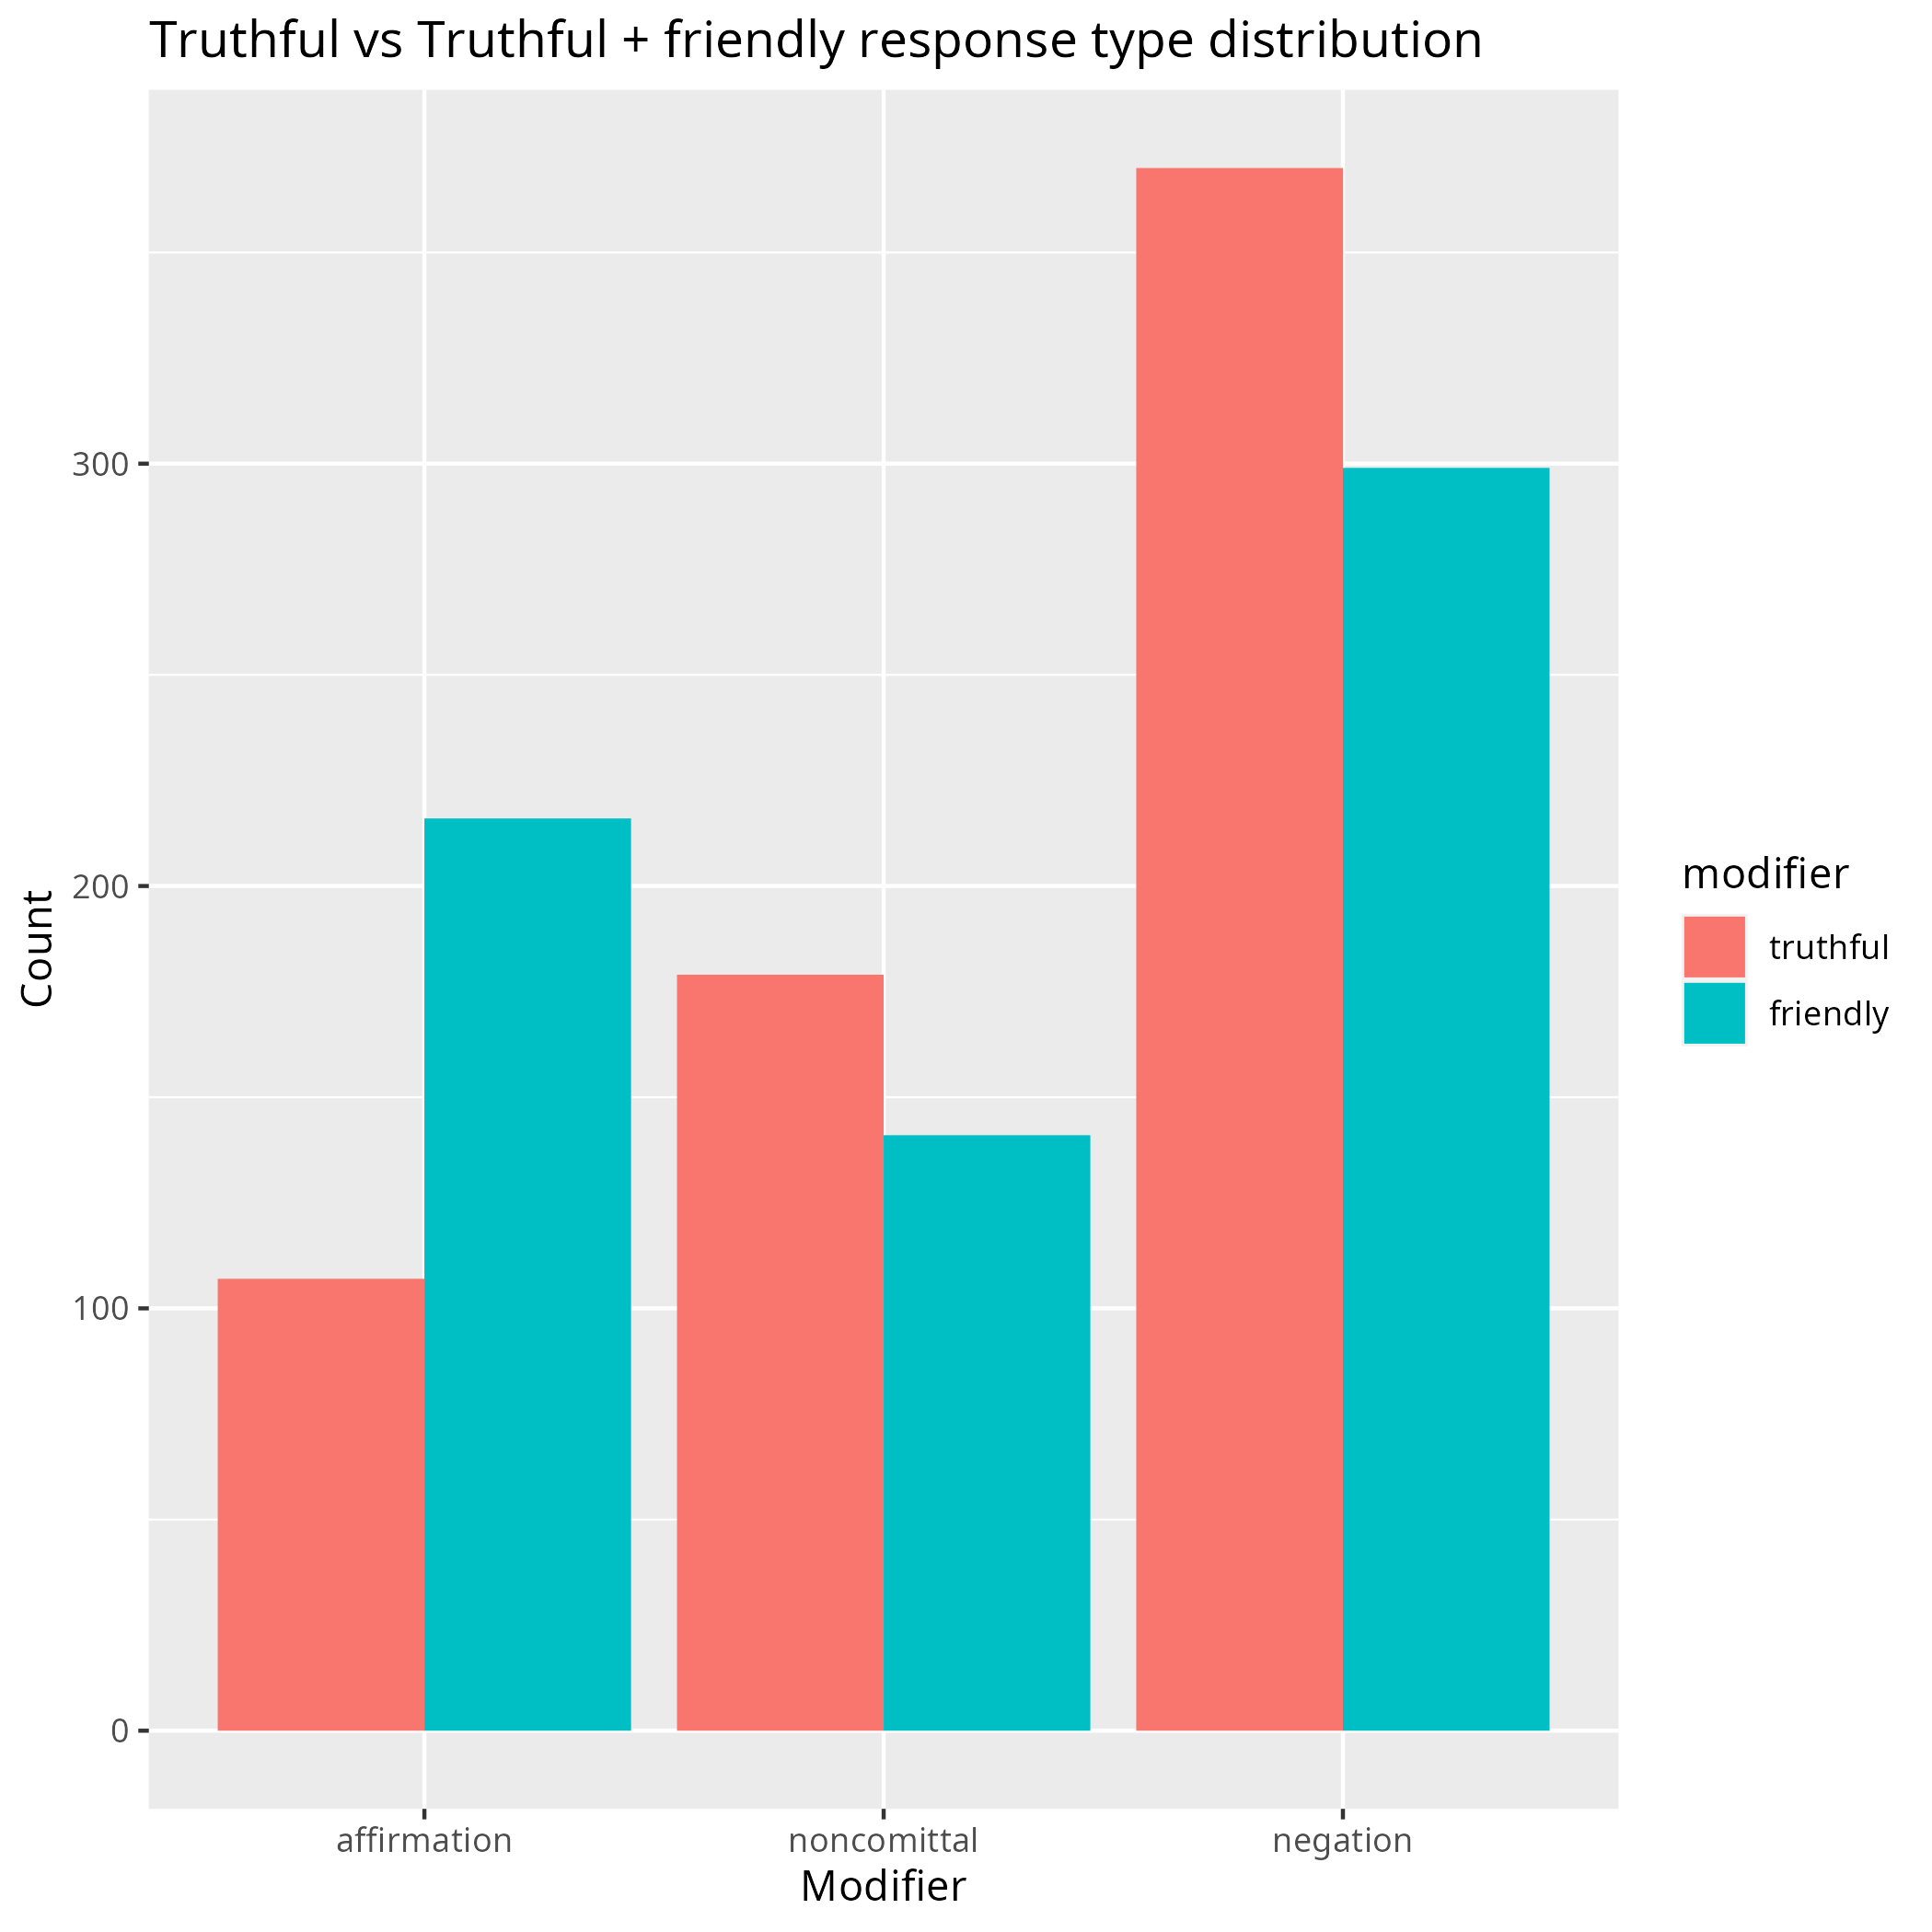 Truthful vs Truthful + friendly response type distribution
Count
300
200
100
0
affirmation
noncomittal
negation
Modifier
modifier
truthful
friendly